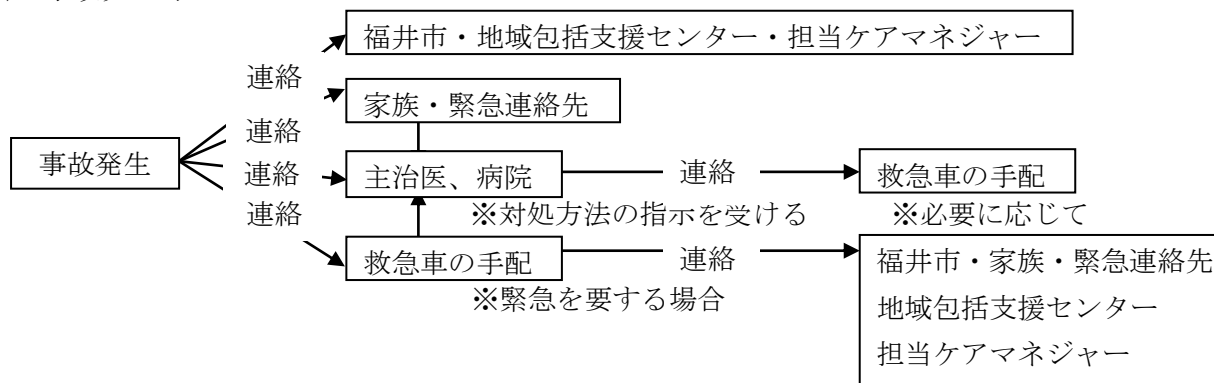 福井市・地域包括支援センター・担当ケアマネジャー
連絡
家族・緊急連絡先
連絡
事故発生
連絡
主治医、病院
連絡
救急車の手配
連絡
※対処方法の指示を受ける
※必要に応じて
救急車の手配
連絡
福井市・家族・緊急連絡先
※緊急を要する場合
地域包括支援センター
担当ケアマネジャー